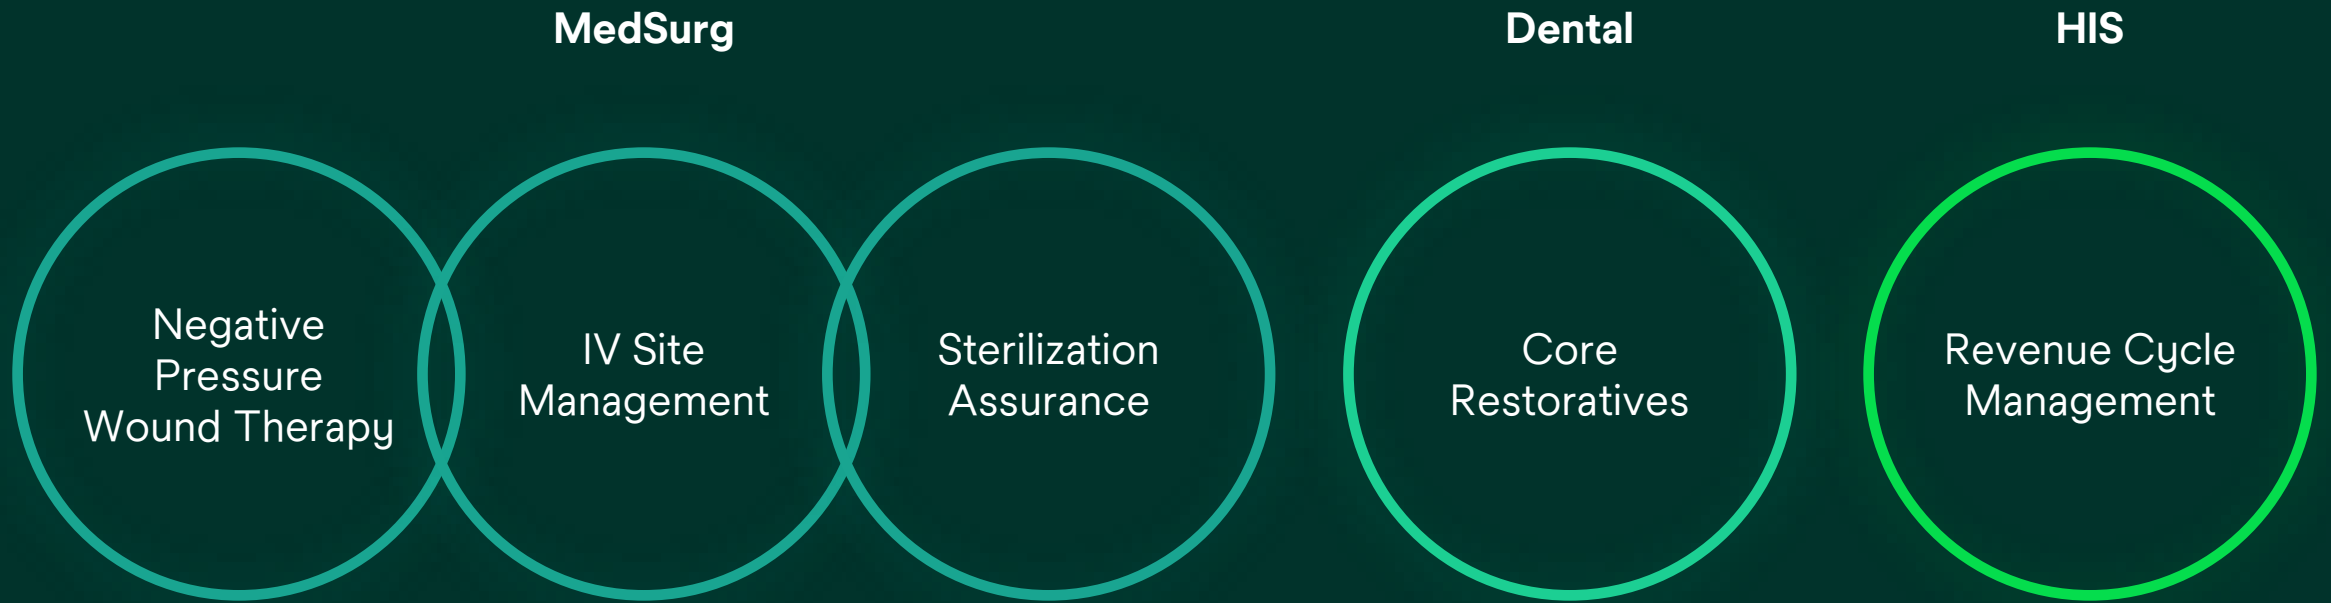 MedSurg
Dental
HIS
Negative
Pressure
Wound Therapy
IV Site
Management
Sterilization
Assurance
Core
Restoratives
Revenue Cycle
Management